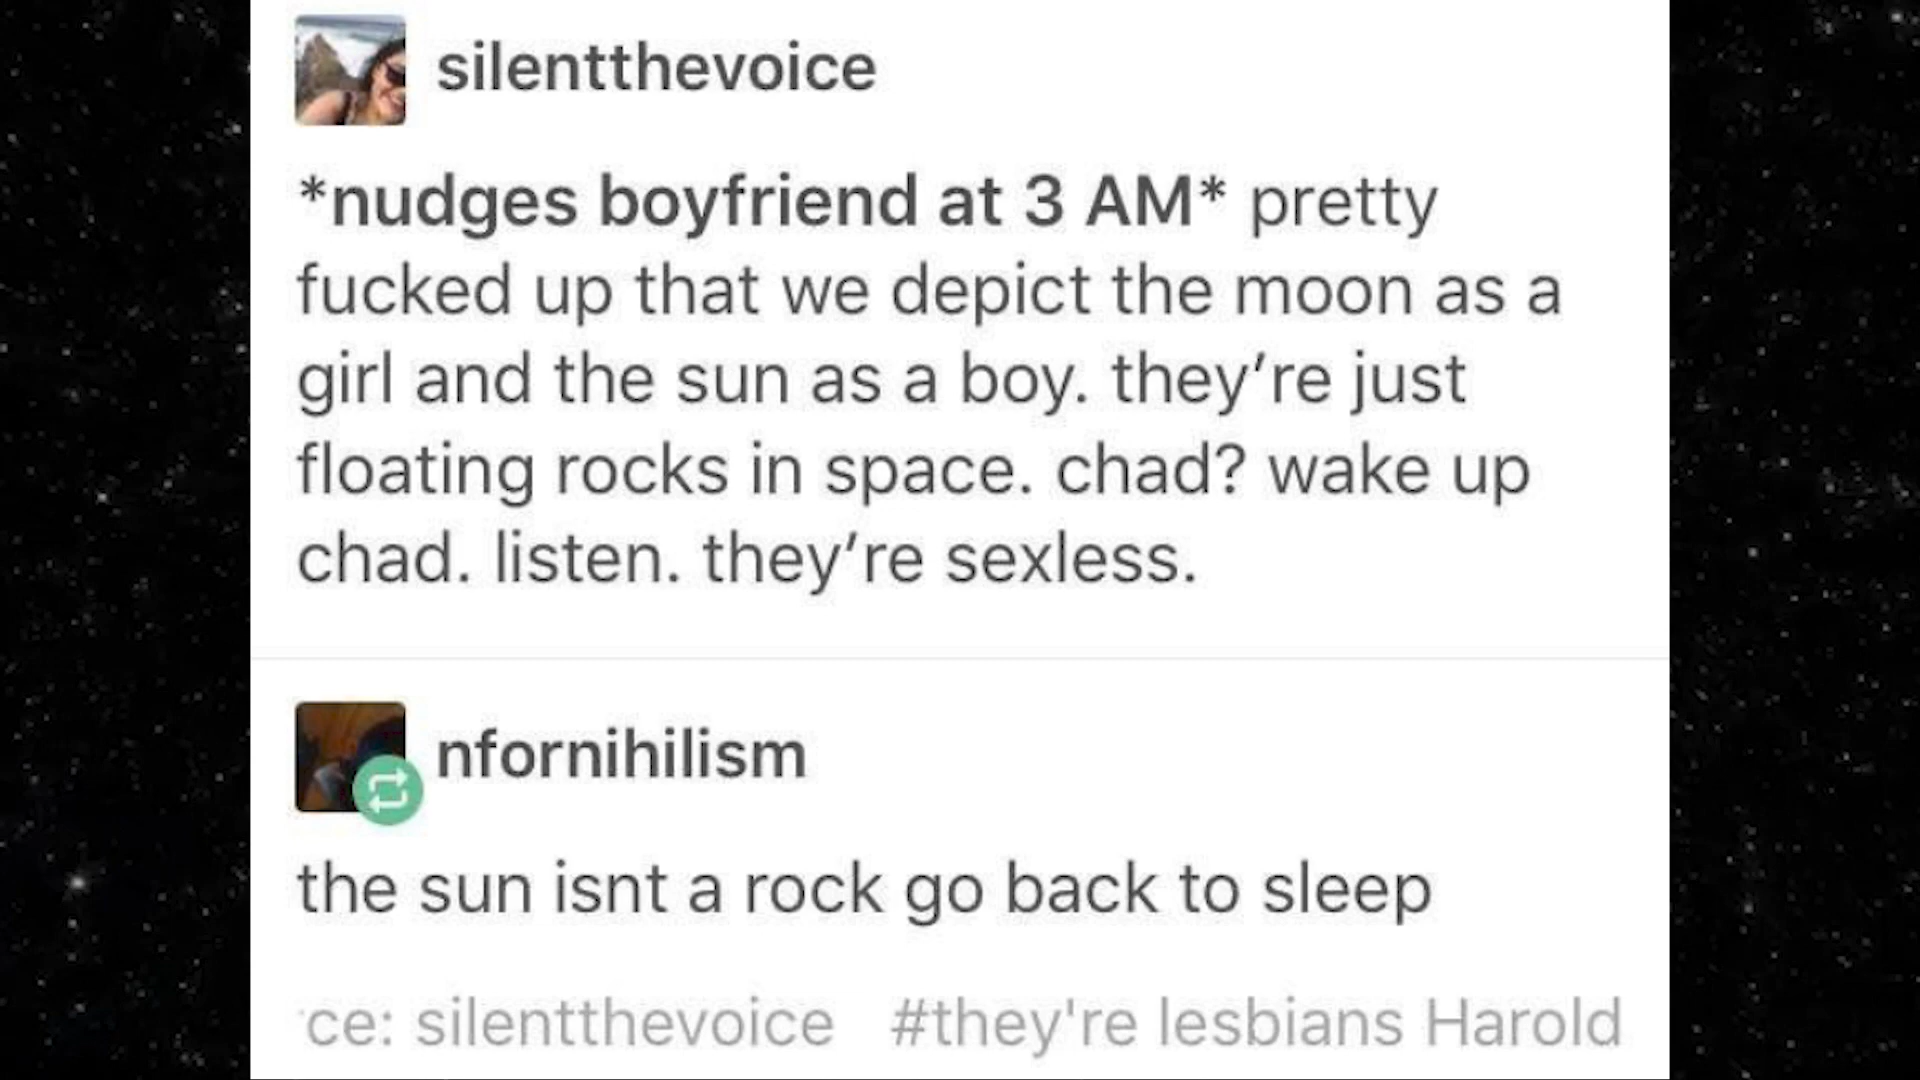 silentthevoice
*nudges boyfriend at 3 AM* pretty
fucked up that we depict the moon as a
girl and the sun as a boy. they’re just
floating rocks in space. chad? wake up
chad. listen. they’re sexless.
nfornihilism
the sun isnt a rock go back to sleep
ce: silentthevoice #they're lesbians Harold